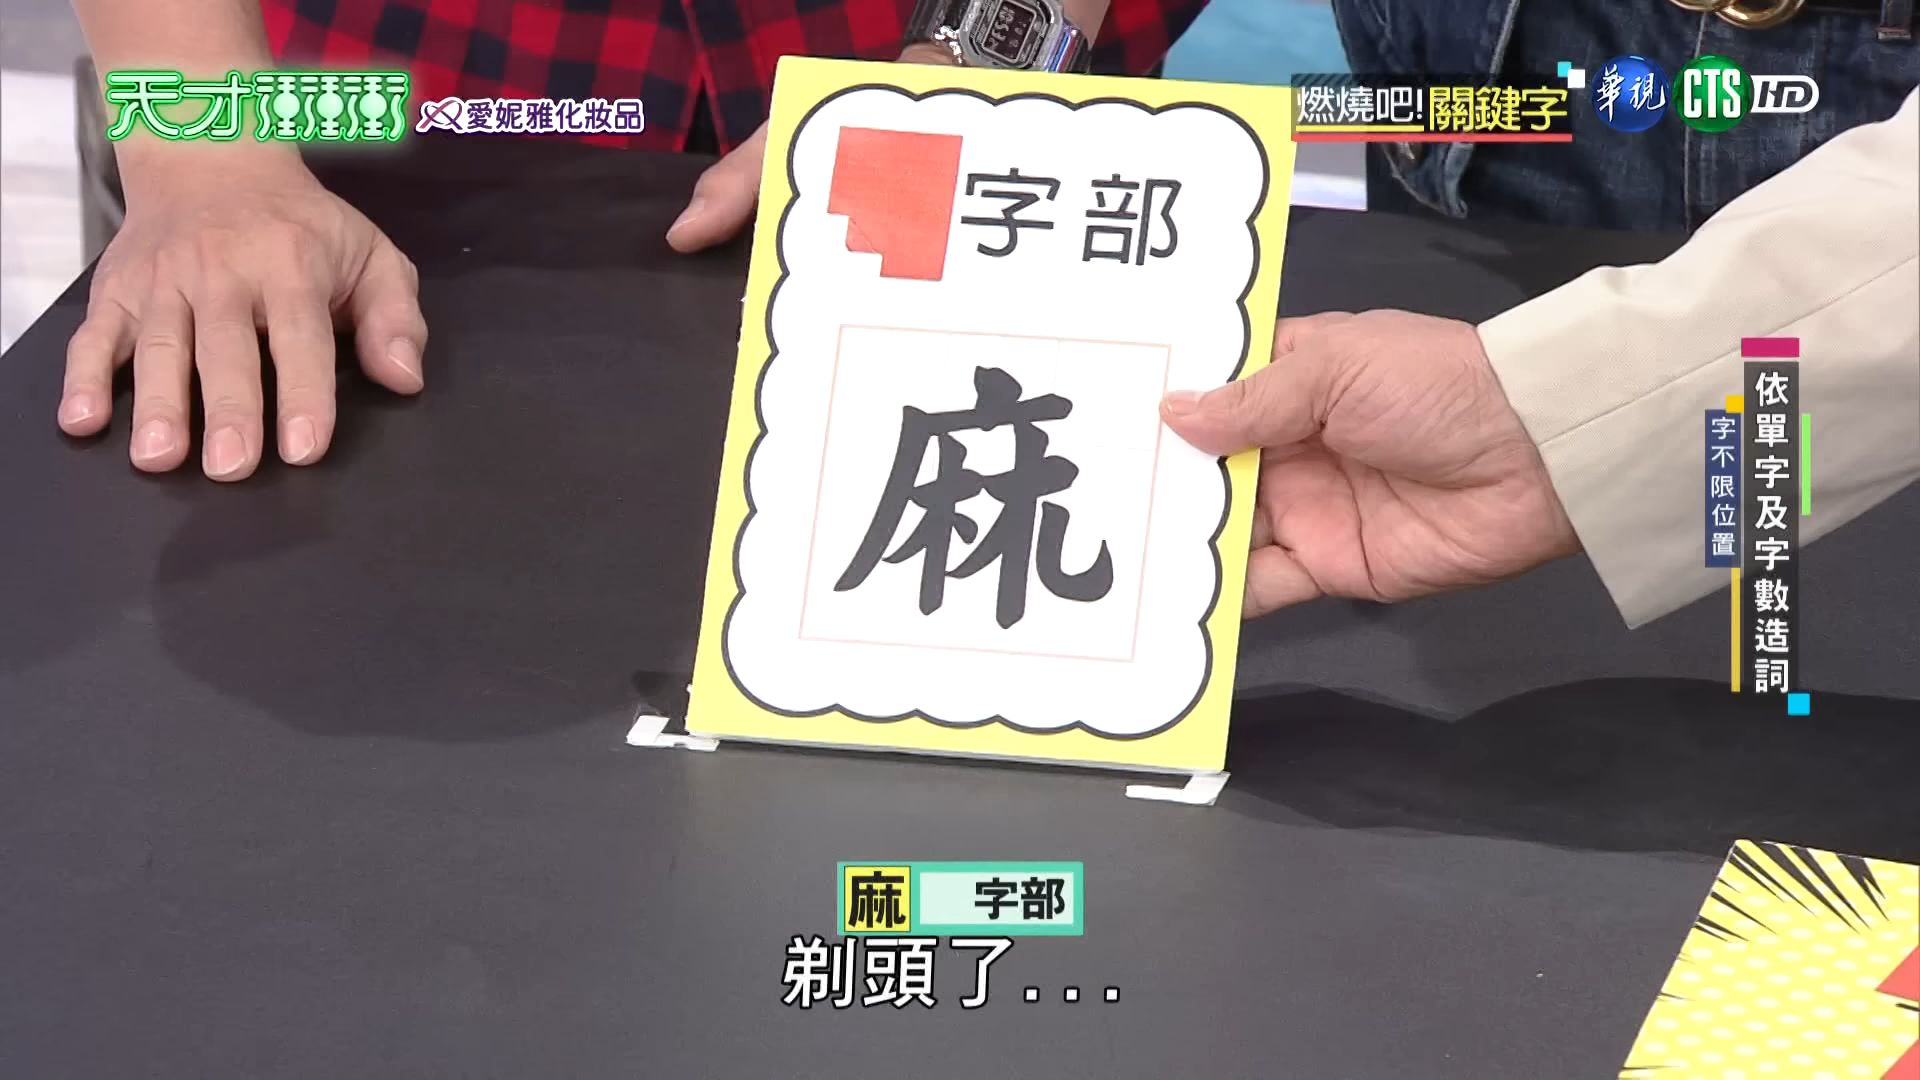 天才衝衝衝
愛妮雅化妝品
燃燒吧!關鍵字
華視
CTS HD
字部
麻
依單字及字數造詞
字不限位置
麻 字部
剃頭了...